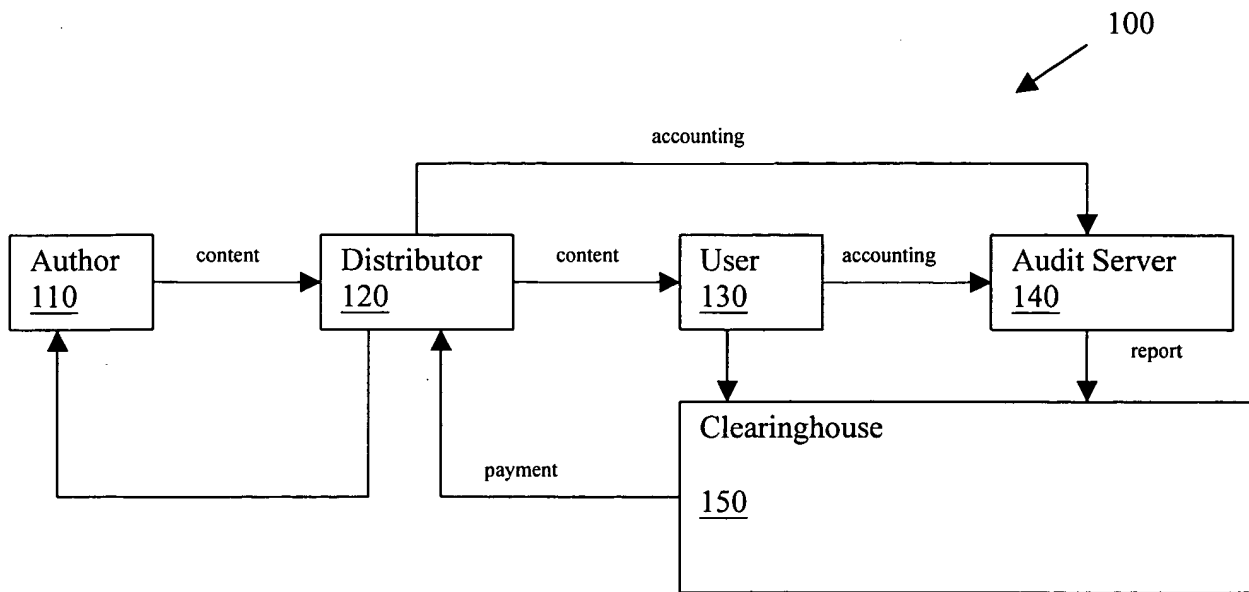 100
accounting
Author
110
content
Distributor
120
content
User
130
accounting
Audit Server
140
report
Clearinghouse
150
payment